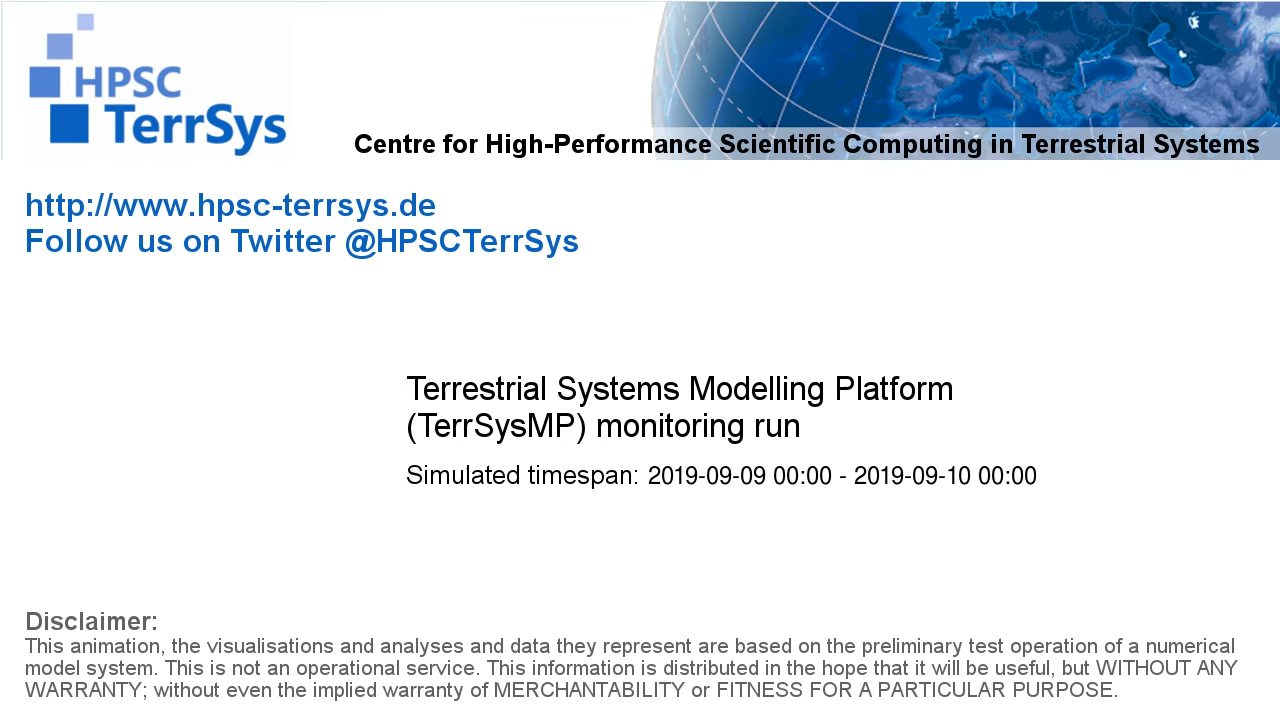 HPSC
TerrSys
Centre for High-Performance Scientific Computing in Terrestrial Systems
http://www.hpsc-terrsys.de
Follow us on Twitter @HPSCTerrSys
Terrestrial Systems Modelling Platform
(TerrSysMP) monitoring run
Simulated timespan: 2019-09-09 00:00 - 2019-09-10 00:00
Disclaimer:
This animation, the visualisations and analyses and data they represent are based on the preliminary test operation of a numerical
model system. This is not an operational service. This information is distributed in the hope that it will be useful, but WITHOUT ANY
WARRANTY; without even the implied warranty of MERCHANTABILITY or FITNESS FOR A PARTICULAR PURPOSE.